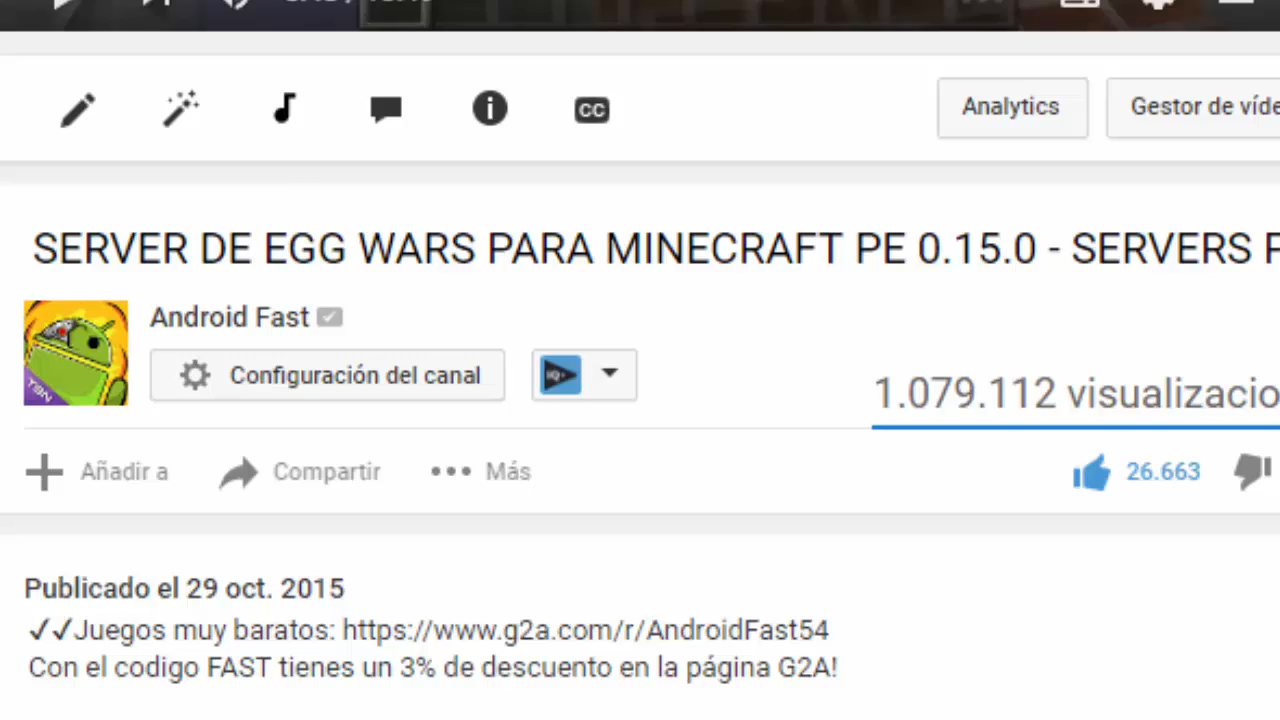 CC
Analytics
Gestor de víde
SERVER DE EGG WARS PARA MINECRAFT PE 0.15.0 - SERVERS P
Android Fast
TGN
Configuración del canal
1.079.112 visualizacio
Añadir a
Compartir
Más
26.663
Publicado el 29 oct. 2015
✓✓Juegos muy baratos: https://www.g2a.com/r/AndroidFast54
Con el codigo FAST tienes un 3% de descuento en la página G2A!